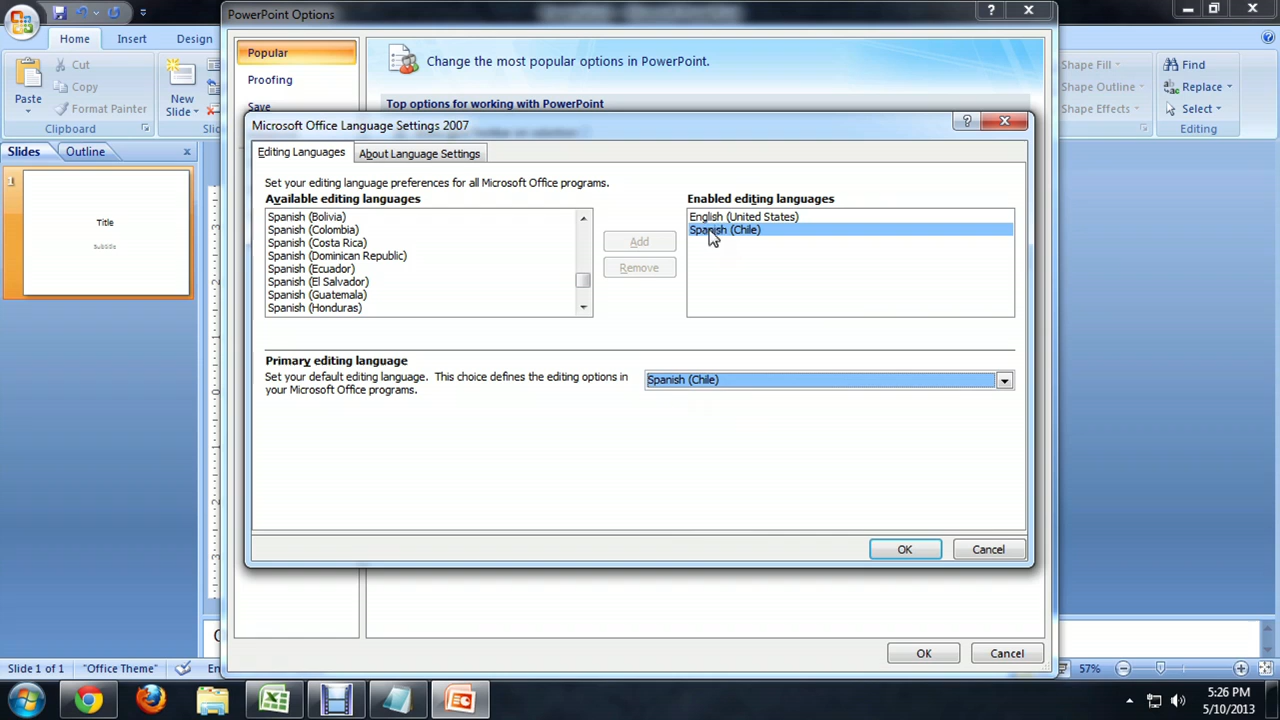 PowerPoint Options
Home
Insert
Design
Cut
Copy
Format Painter
Paste
New
Slide
Clipboard
Shape Fill
Shape Outline
Shape Effects
Find
Replace
Select
Editing
Slides
Outline
1
Title
Subtitle
Popular
Proofing
Save
Change the most popular options in PowerPoint.
Top options for working with PowerPoint
Microsoft Office Language Settings 2007
Editing Languages
About Language Settings
Set your editing language preferences for all Microsoft Office programs.
Available editing languages
Spanish (Bolivia)
Spanish (Colombia)
Spanish (Costa Rica)
Spanish (Dominican Republic)
Spanish (Ecuador)
Spanish (El Salvador)
Spanish (Guatemala)
Spanish (Honduras)
Add
Remove
Enabled editing languages
English (United States)
Spanish (Chile)
Primary editing language
Set your default editing language. This choice defines the editing options in
your Microsoft Office programs.
Spanish (Chile)
OK
Cancel
OK
Cancel
Slide 1 of 1
"Office Theme"
En
57%
5:26 PM
5/10/2013